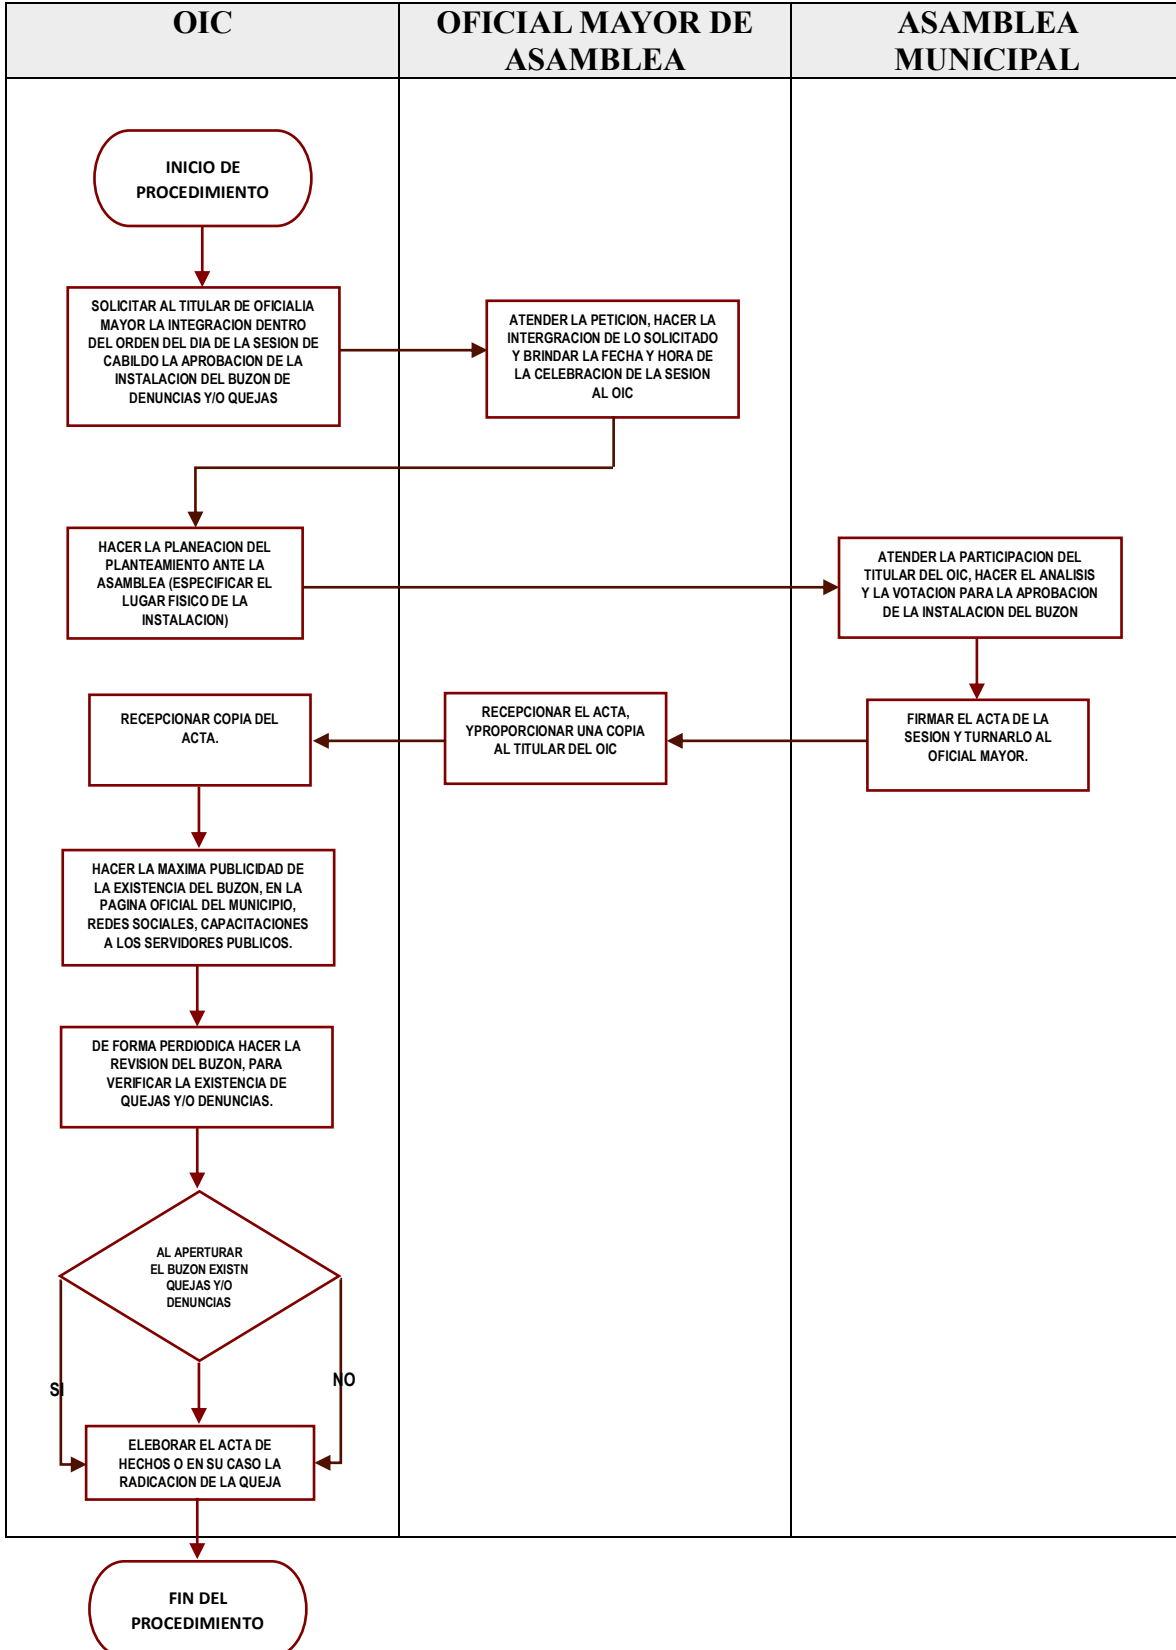 OIC
OFICIAL MAYOR DE
ASAMBLEA
ASAMBLEA
MUNICIPAL
INICIO DE
PROCEDIMIENTO
SOLICITAR AL TITULAR DE OFICIALIA
MAYOR LA INTEGRACION DENTRO
DEL ORDEN DEL DIA DE LA SESION DE
CABILDO LA APROBACION DE LA
INSTALACION DEL BUZON DE
DENUNCIAS Y/O QUEJAS
ATENDER LA PETICION, HACER LA
INTERGRACION DE LO SOLICITADO
Y BRINDAR LA FECHA Y HORA DE
LA CELEBRACION DE LA SESION
AL OIC
HACER LA PLANEACION DEL
PLANTEAMIENTO ANTE LA
ASAMBLEA (ESPECIFICAR EL
LUGAR FISICO DE LA
INSTALACION)
ATENDER LA PARTICIPACION DEL
TITULAR DEL OIC, HACER EL ANALISIS
Y LA VOTACION PARA LA APROBACION
DE LA INSTALACION DEL BUZON
FIRMAR EL ACTA DE LA
SESION Y TURNARLO AL
OFICIAL MAYOR.
RECEPCIONAR EL ACTA,
YPROPORCIONAR UNA COPIA
AL TITULAR DEL OIC
RECEPCIONAR COPIA DEL
ACTA.
HACER LA MAXIMA PUBLICIDAD DE
LA EXISTENCIA DEL BUZON, EN LA
PAGINA OFICIAL DEL MUNICIPIO,
REDES SOCIALES, CAPACITACIONES
A LOS SERVIDORES PUBLICOS.
DE FORMA PERDIODICA HACER LA
REVISION DEL BUZON, PARA
VERIFICAR LA EXISTENCIA DE
QUEJAS Y/O DENUNCIAS.
AL APERTURAR
EL BUZON EXISTN
QUEJAS Y/O
DENUNCIAS
SI
NO
ELEBORAR EL ACTA DE
HECHOS O EN SU CASO LA
RADICACION DE LA QUEJA
FIN DEL
PROCEDIMIENTO